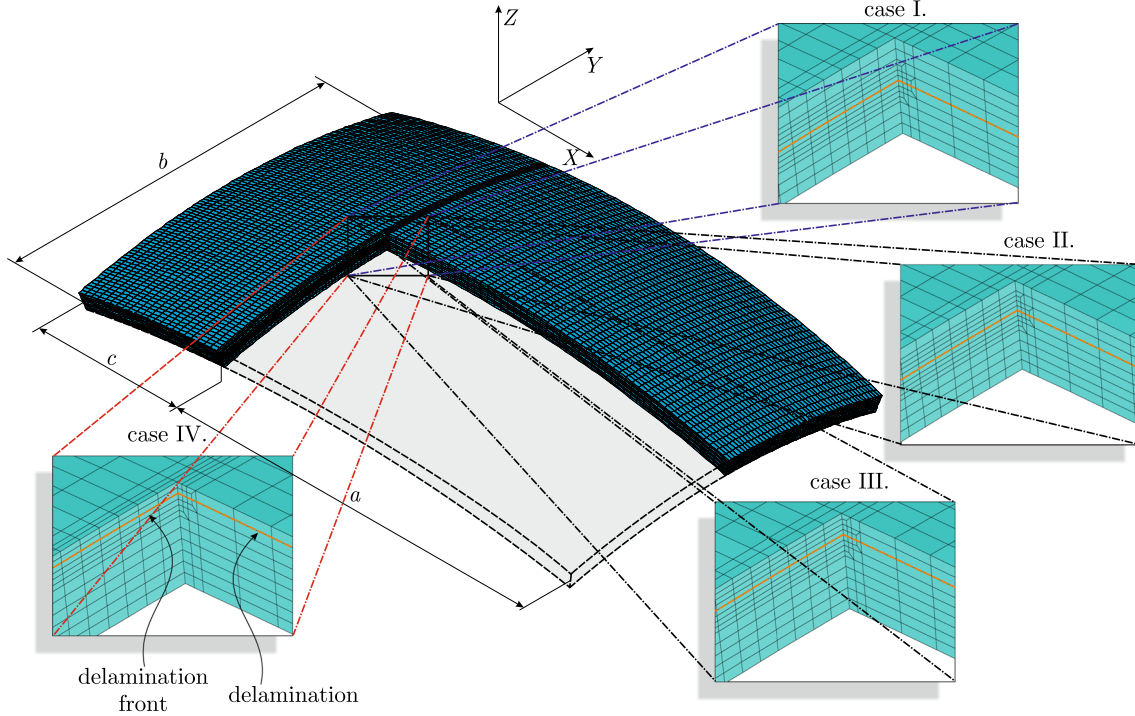 case I.
Z
Y
X
b
case II.
c
case IV.
a
case III.
delamination
front
delamination